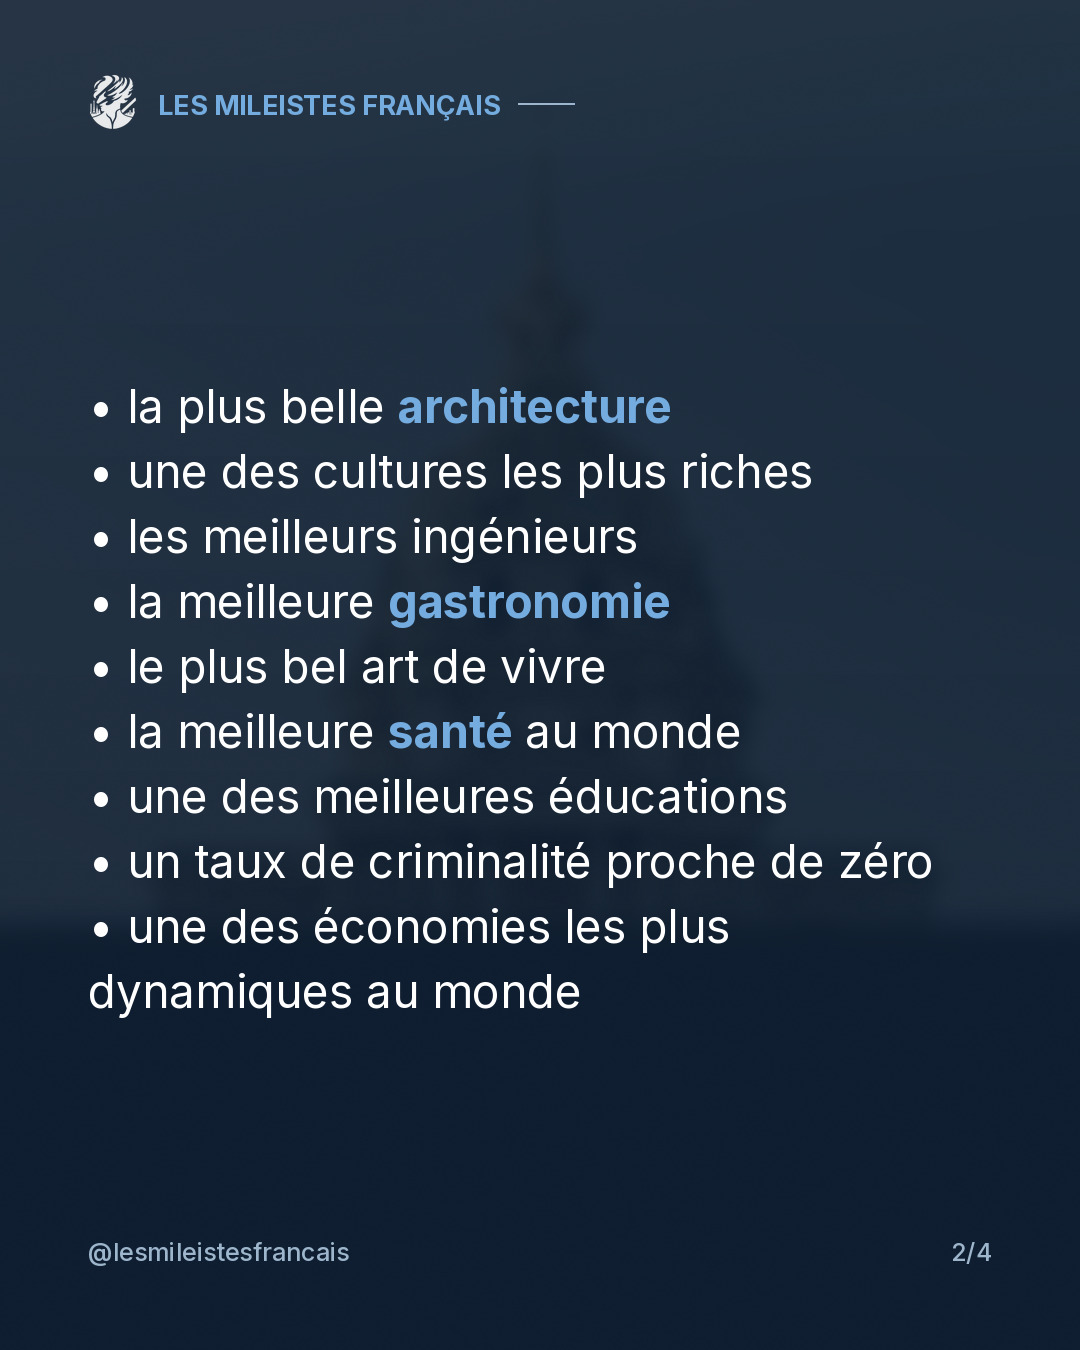 LES MILEISTES FRANÇAIS
• la plus belle architecture
• une des cultures les plus riches
• les meilleurs ingénieurs
• la meilleure gastronomie
• le plus bel art de vivre
• la meilleure santé au monde
• une des meilleures éducations
• un taux de criminalité proche de zéro
• une des économies les plus
dynamiques au monde
@lesmileistesfrancais
2/4